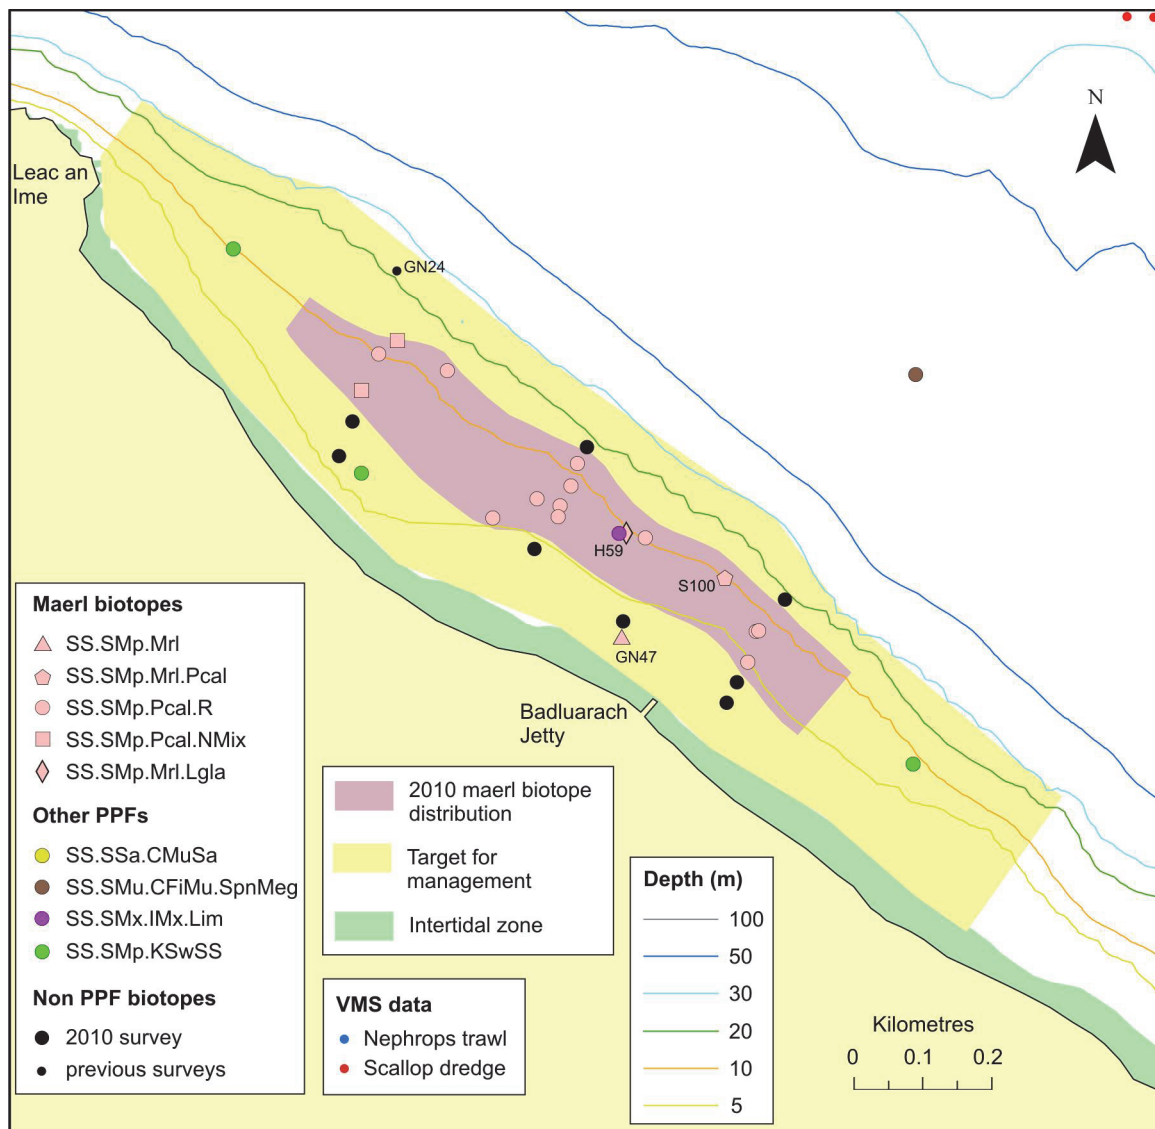 N
Leac an
Ime
GN24
H59
S100
GN47
Badluarach
Jetty
Maerl biotopes
SS.SMp.Mrl
SS.SMp.Mrl.Pcal
SS.SMp.Pcal.R
SS.SMp.Pcal.NMix
SS.SMp.Mrl.Lgla
Other PPFs
SS.SSa.CMuSa
SS.SMu.CFiMu.SpnMeg
SS.SMx.IMx.Lim
SS.SMp.KSwSS
Non PPF biotopes
2010 survey
previous surveys
2010 maerl biotope
distribution
Target for
management
Intertidal zone
VMS data
Nephrops trawl
Scallop dredge
Depth (m)
100
50
30
20
10
5
Kilometres
0 0.1 0.2